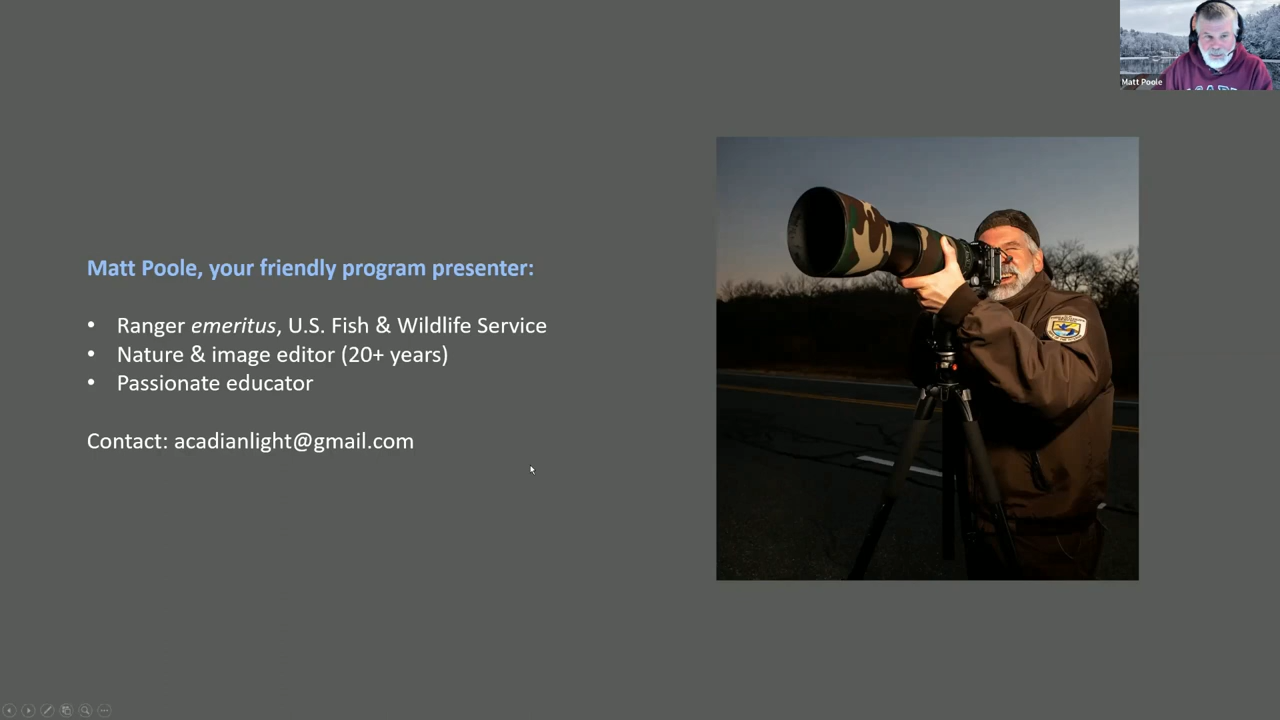 Matt Poole
Matt Poole, your friendly program presenter:
• Ranger emeritus, U.S. Fish & Wildlife Service
• Nature & image editor (20+ years)
• Passionate educator
Contact: acadianlight@gmail.com